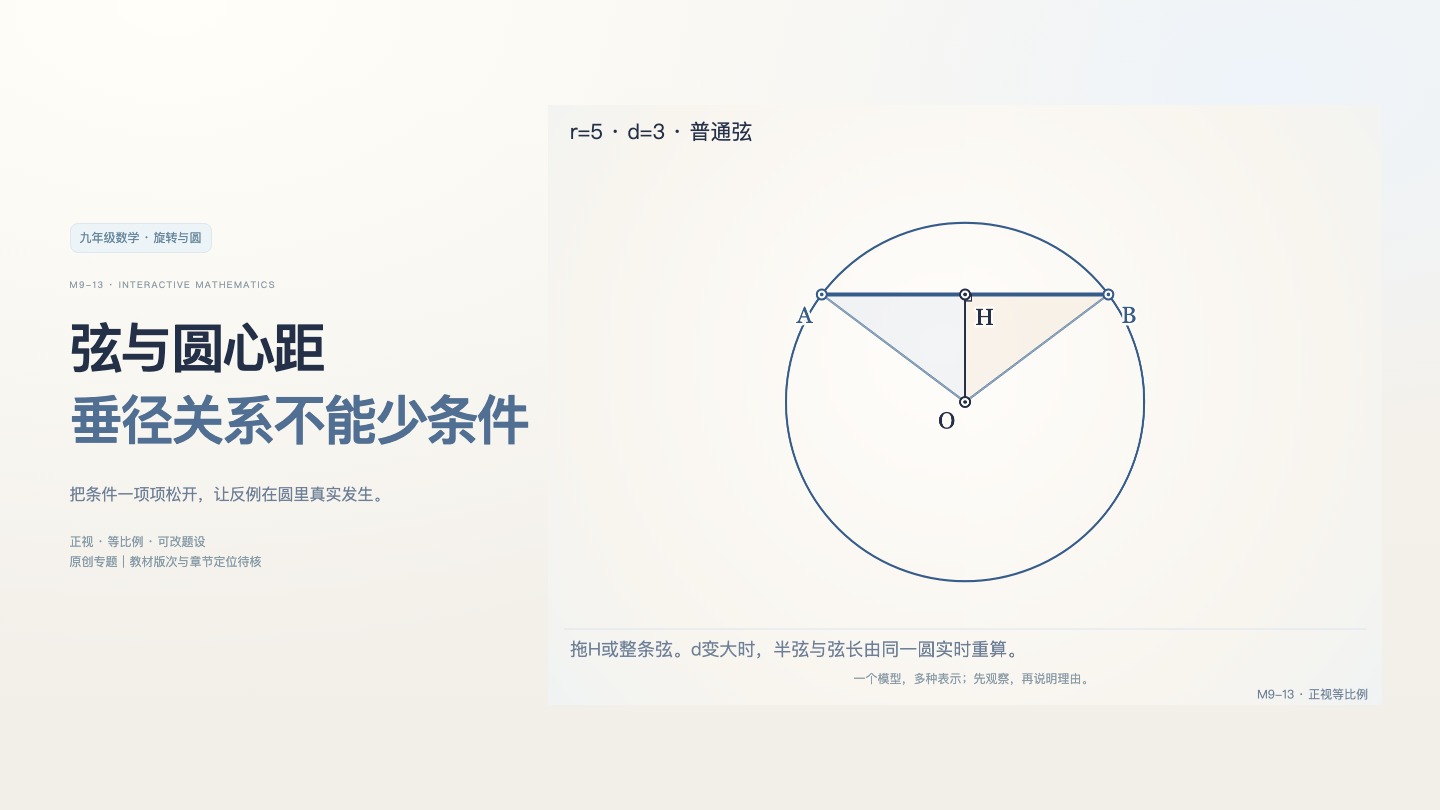 九年级数学 · 旋转与圆
M9-13 · INTERACTIVE MATHEMATICS
弦与圆心距
垂径关系不能少条件
把条件一项项松开，让反例在圆里真实发生。
正视 · 等比例 · 可改题设
原创专题｜教材版次与章节定位待核
r=5 · d=3 · 普通弦
A
H
B
O
拖H或整条弦。d变大时，半弦与弦长由同一圆实时重算。
一个模型，多种表示；先观察，再说明理由。
M9-13 · 正视等比例